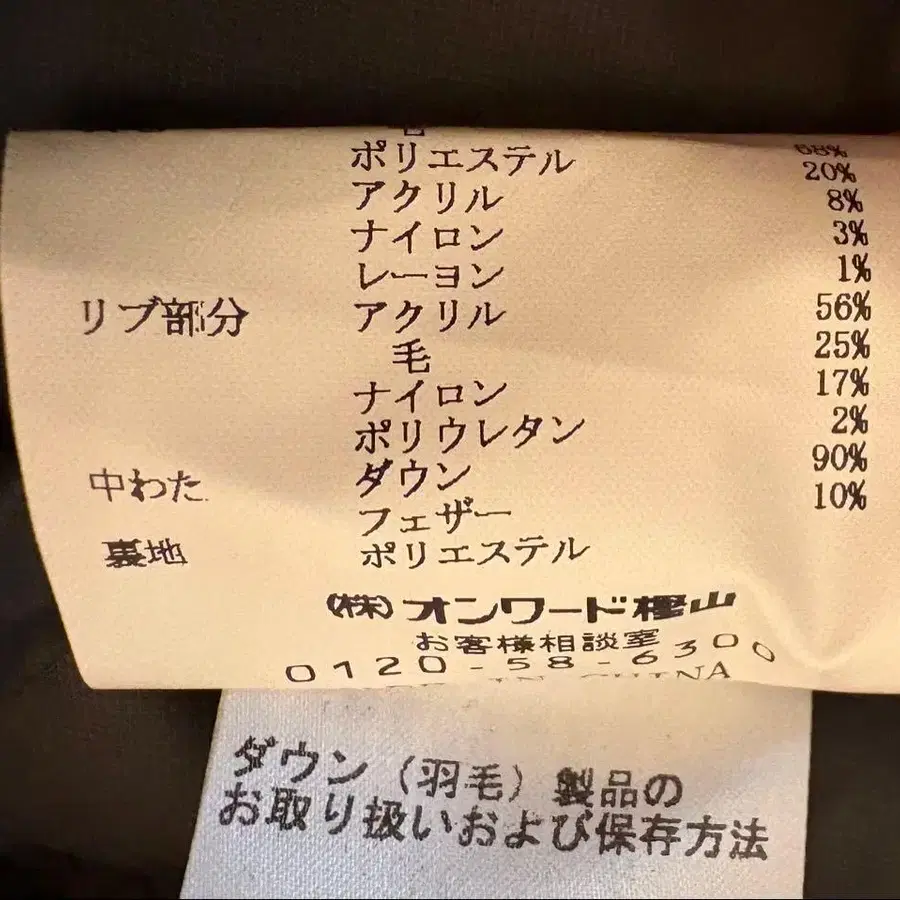 68%
ポリエステル 20%
アクリル 8%
ナイロン 3%
レーヨン 1%
リブ部分 アクリル 56%
毛 25%
ナイロン 17%
ポリウレタン 2%
中わた ダウン 90%
フェザー 10%
裏地 ポリエステル
(株)オンワード樫山
お客様相談室
0120-58-6300
IN CHINA
ダウン（羽毛）製品の
お取り扱いおよび保存方法